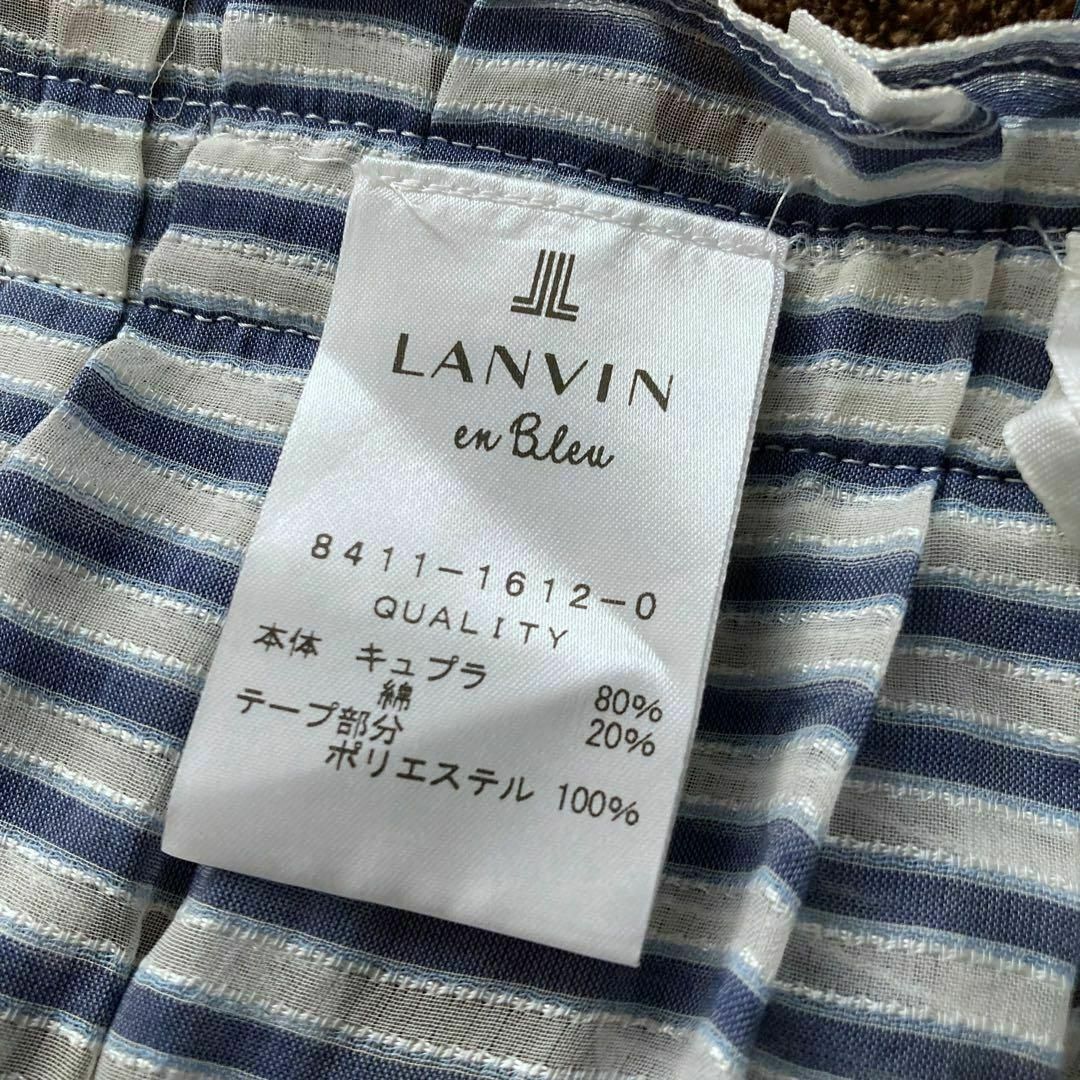 LANVIN
en Bleu
8411-1612-0
QUALITY
本体 キュプラ 80%
綿 20%
テープ部分
ポリエステル 100%